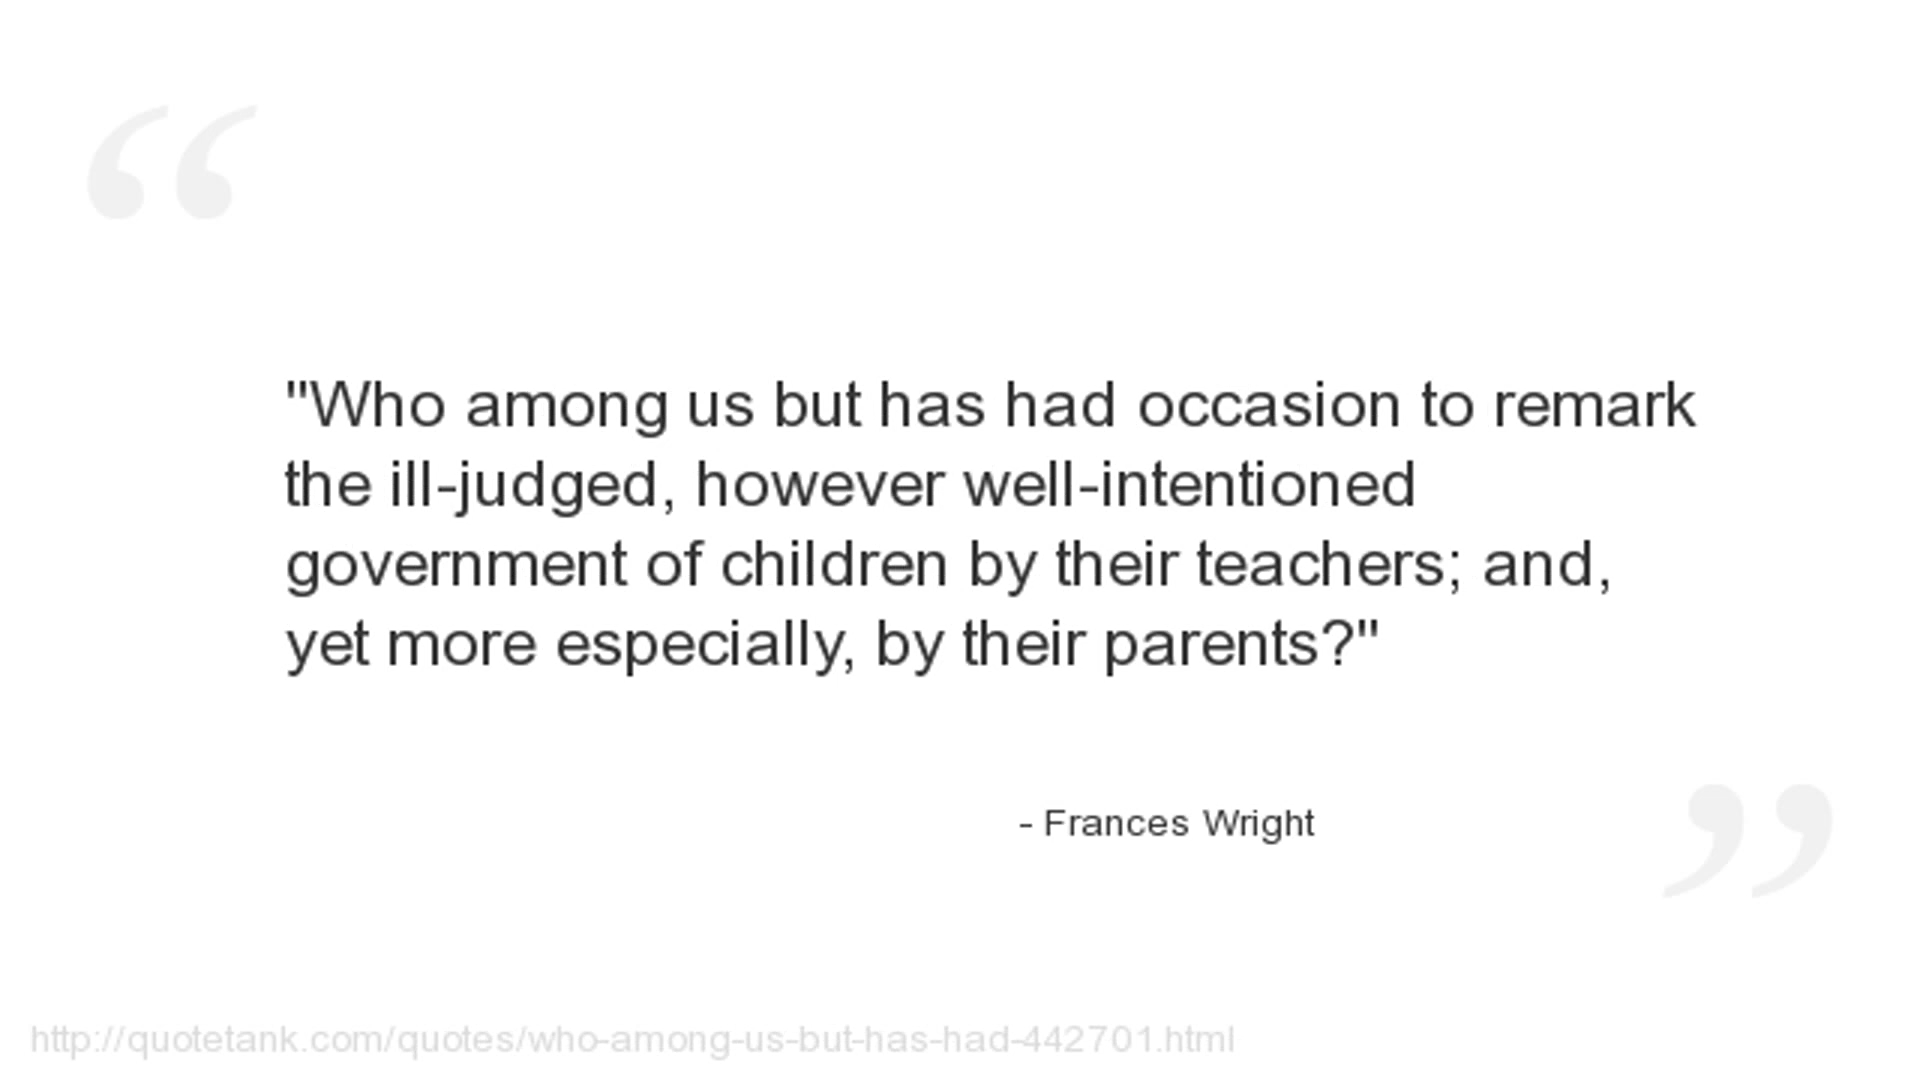 "Who among us but has had occasion to remark
the ill-judged, however well-intentioned
government of children by their teachers; and,
yet more especially, by their parents?"
- Frances Wright
http://quotetank.com/quotes/who-among-us-but-has-had-442701.html